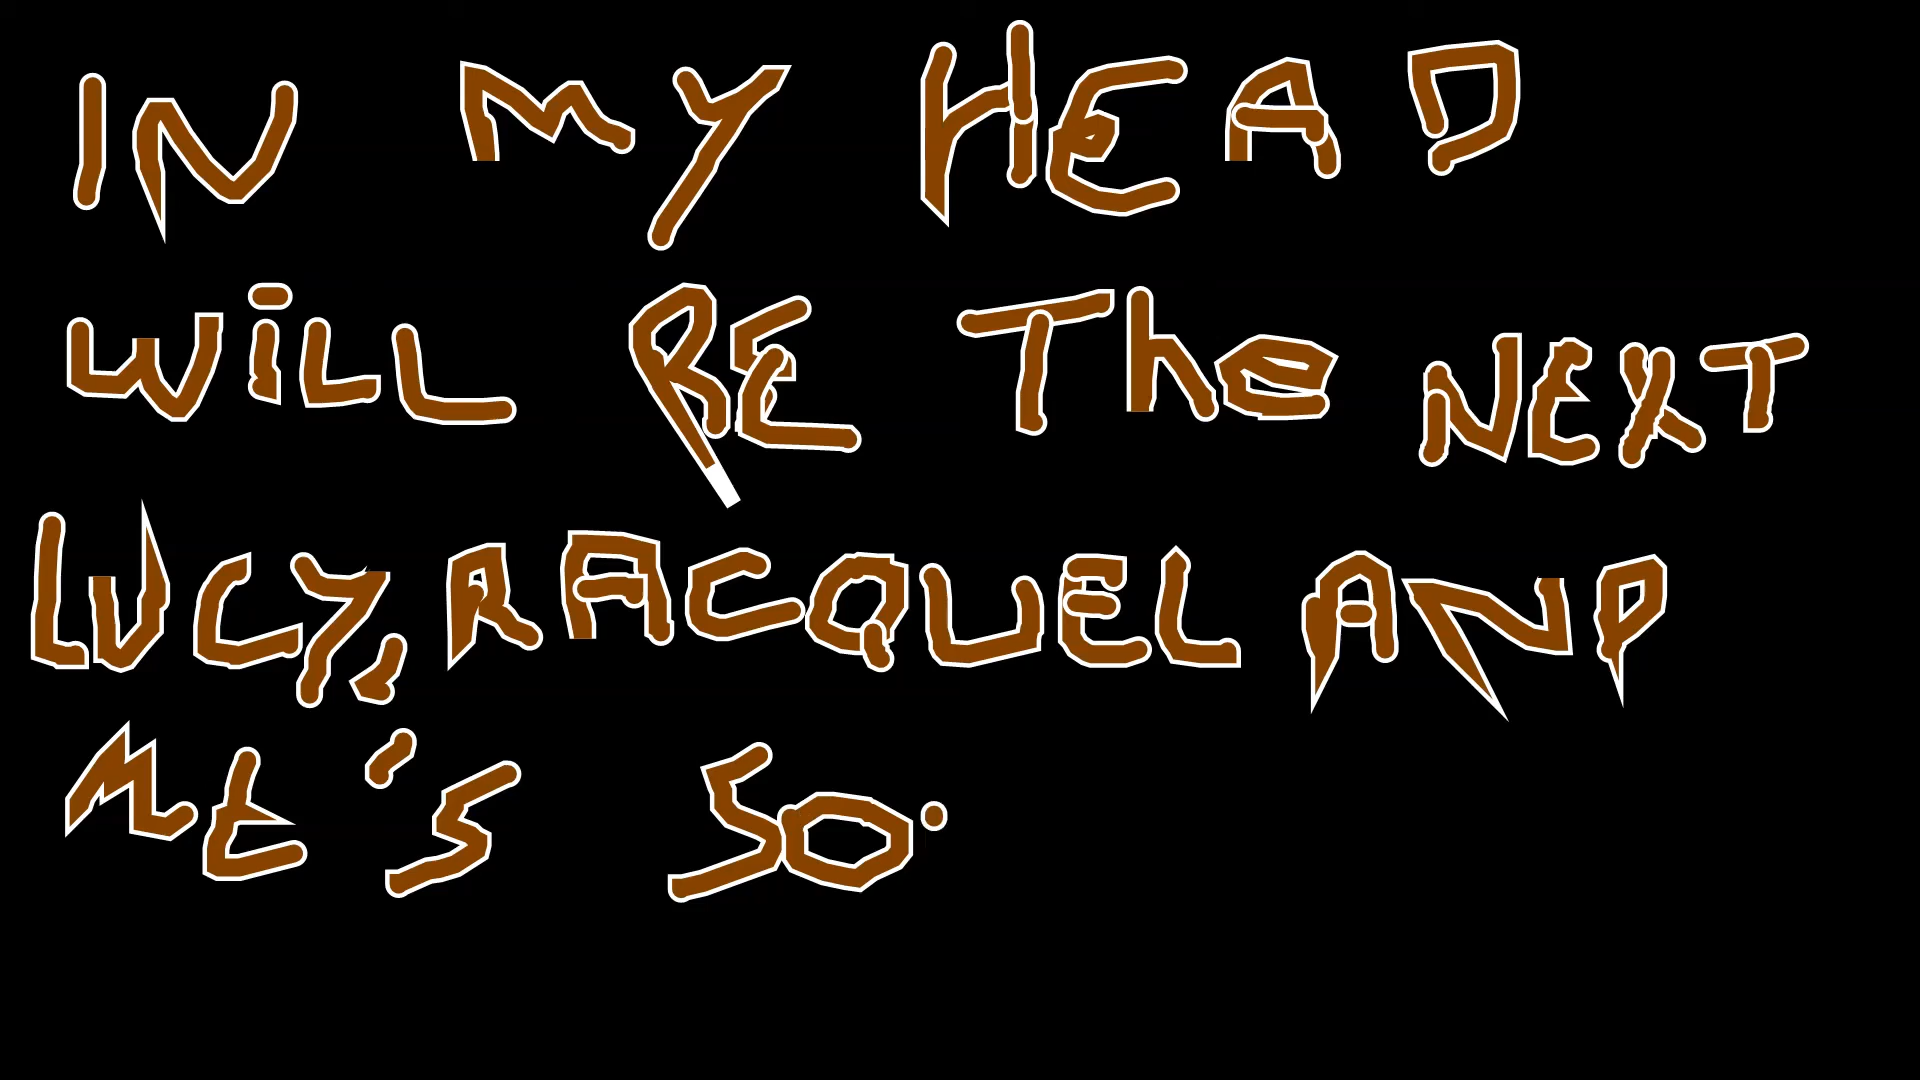 IN MY HEAD
WiLL BE The NEXT
LUCY, RACQUEL AND
ME'S SO.